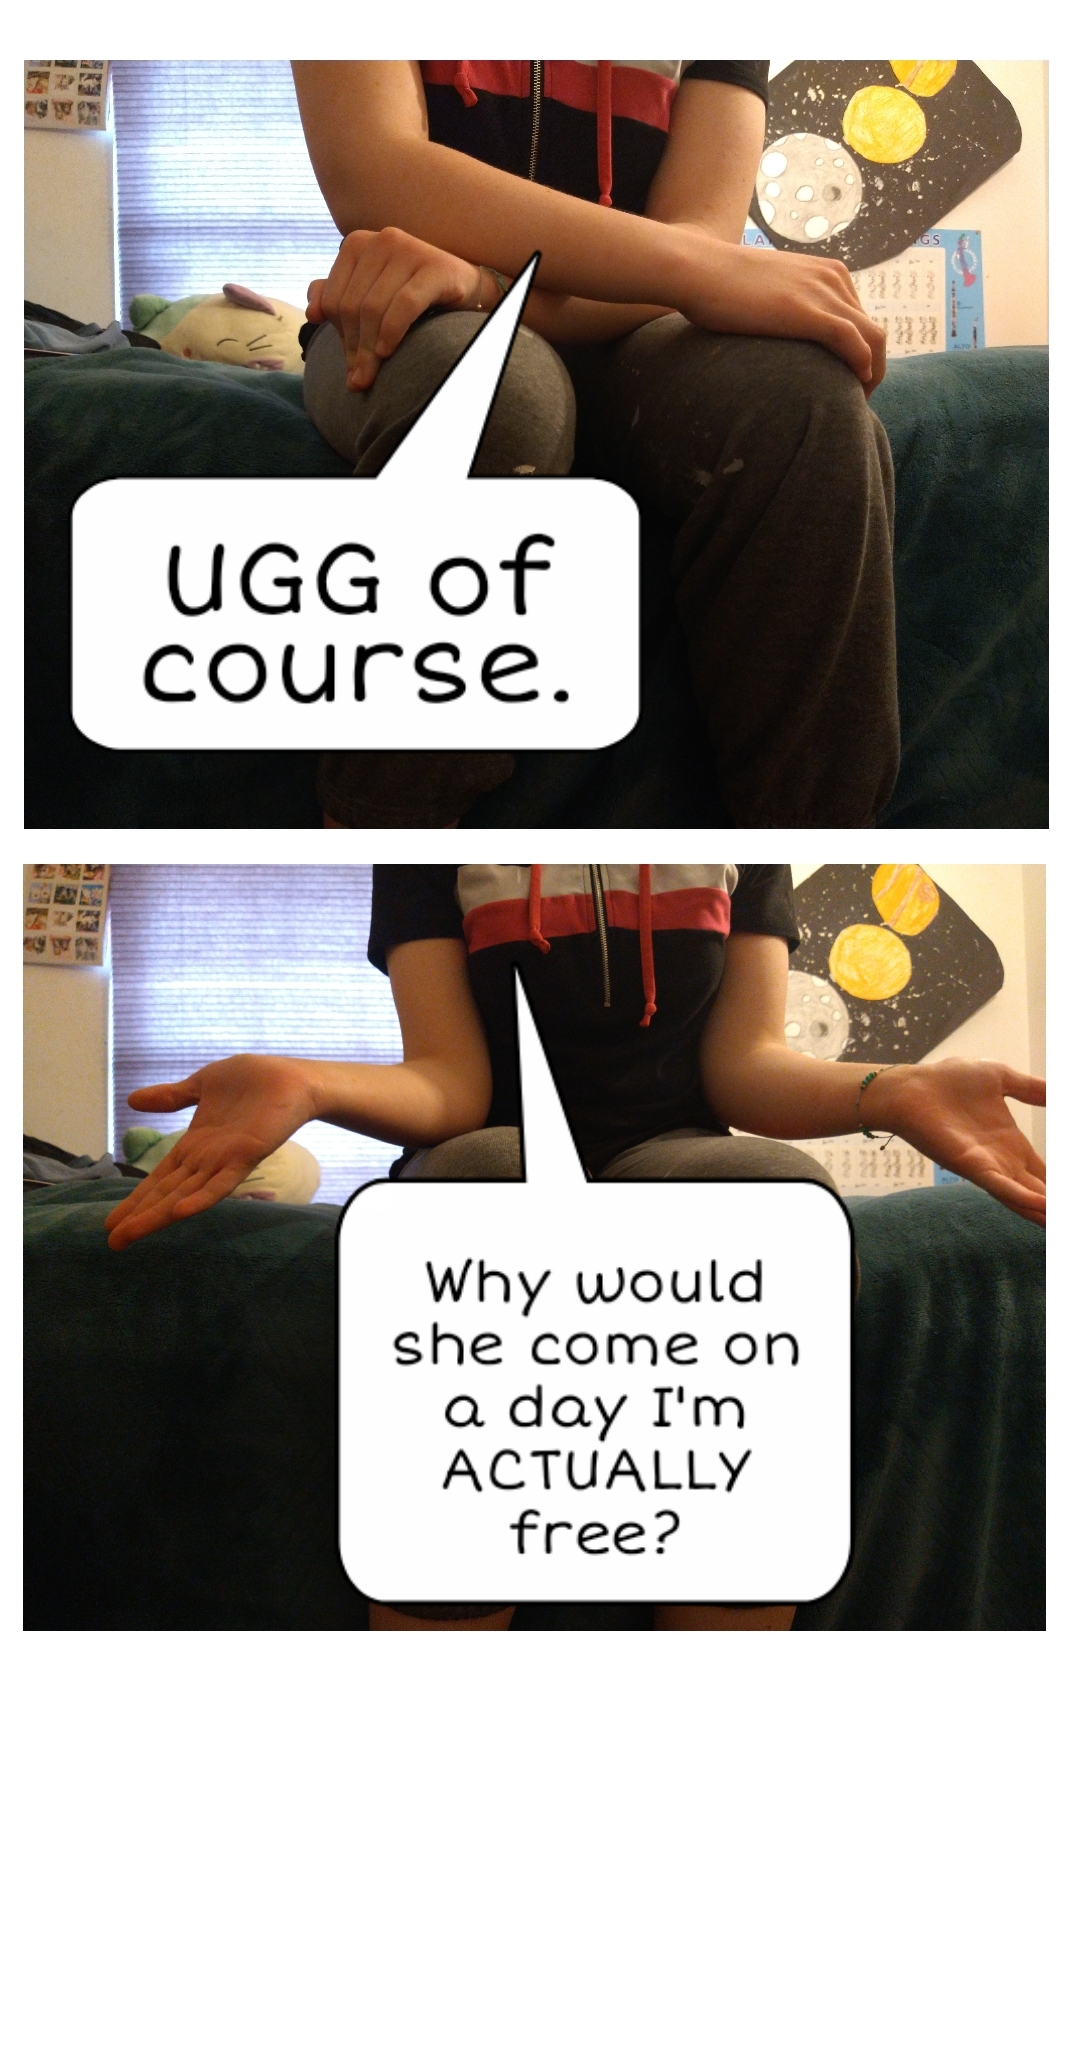 UGG of
course.
Why would
she come on
a day I'm
ACTUALLY
free?